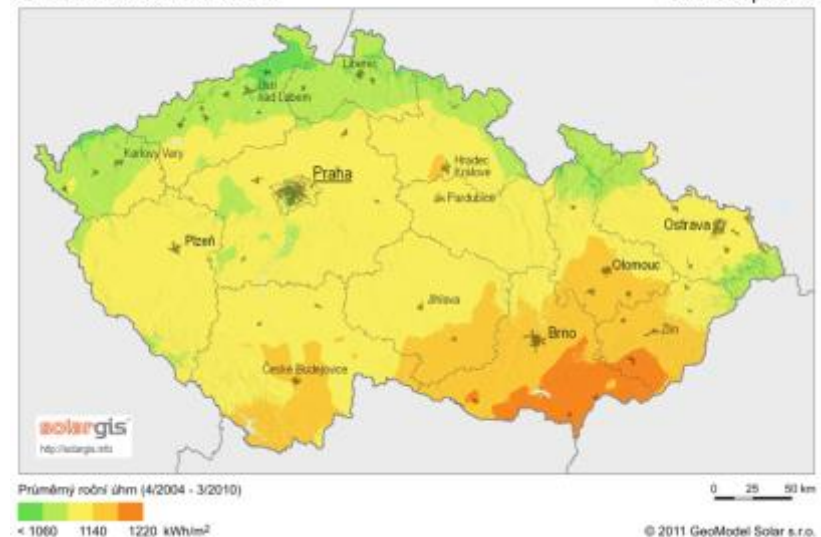 Liberec
Ústí
nad Labem
Karlovy Vary
Praha
Hradec
Králové
Pardubice
Plzeň
Ostrava
Olomouc
Jihlava
Brno
Zlín
České Budějovice
solargis
http://solargis.info
Průměrný roční úhrn (4/2004 - 3/2010)
0 25 50 km
< 1060 1140 1220 kWh/m²
© 2011 GeoModel Solar s.r.o.